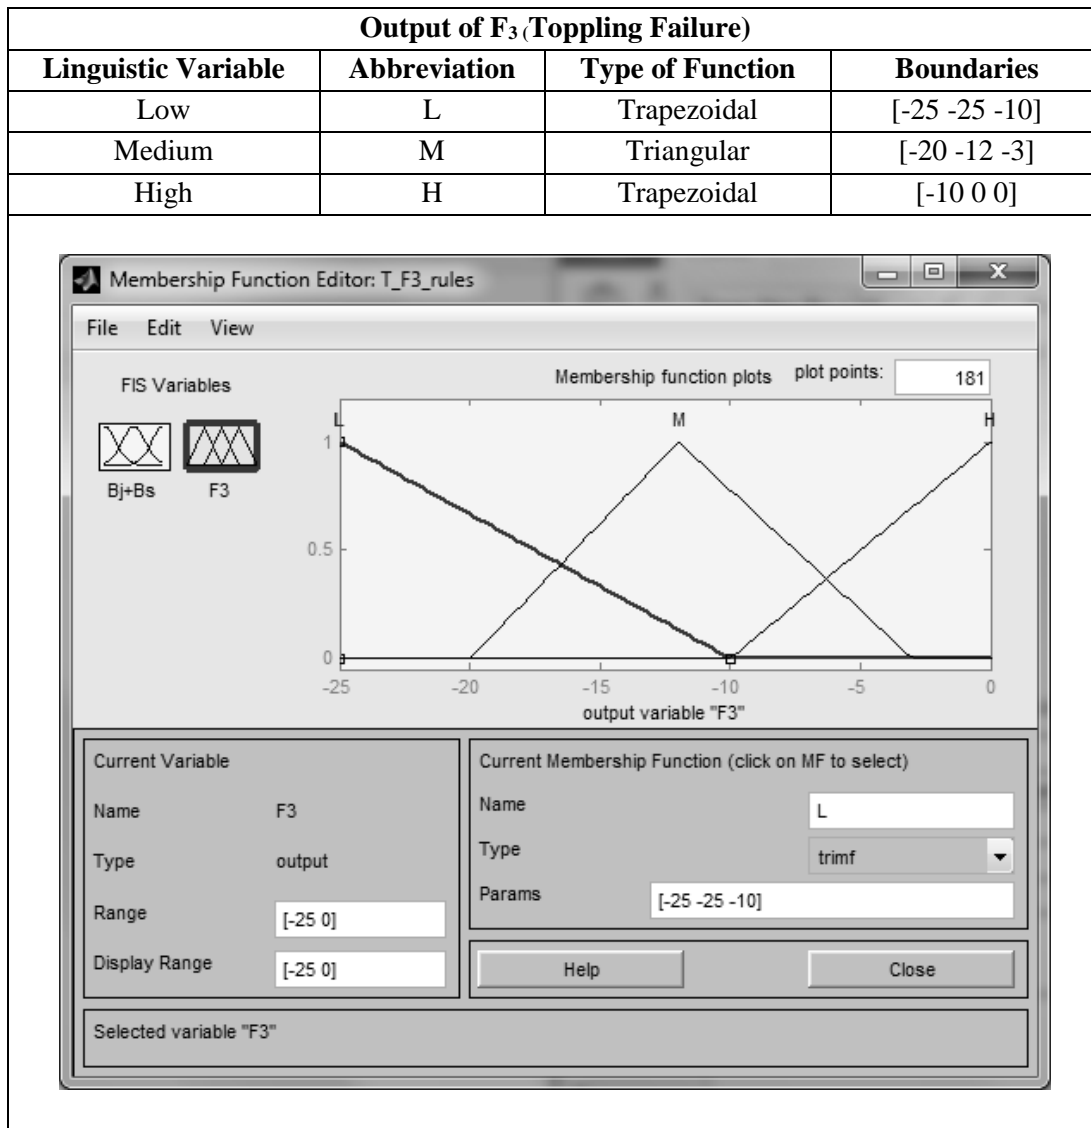 Output of F3 (Toppling Failure)
Linguistic Variable Abbreviation Type of Function Boundaries
Low L Trapezoidal [-25 -25 -10]
Medium M Triangular [-20 -12 -3]
High H Trapezoidal [-10 0 0]
Membership Function Editor: T_F3_rules
File Edit View
FIS Variables
Membership function plots plot points: 181
Bj+Bs F3
L M H
1
0.5
0
-25 -20 -15 -10 -5 0
output variable "F3"
Current Variable
Name F3
Type output
Range [-25 0]
Display Range [-25 0]
Current Membership Function (click on MF to select)
Name L
Type trimf
Params [-25 -25 -10]
Help Close
Selected variable "F3"